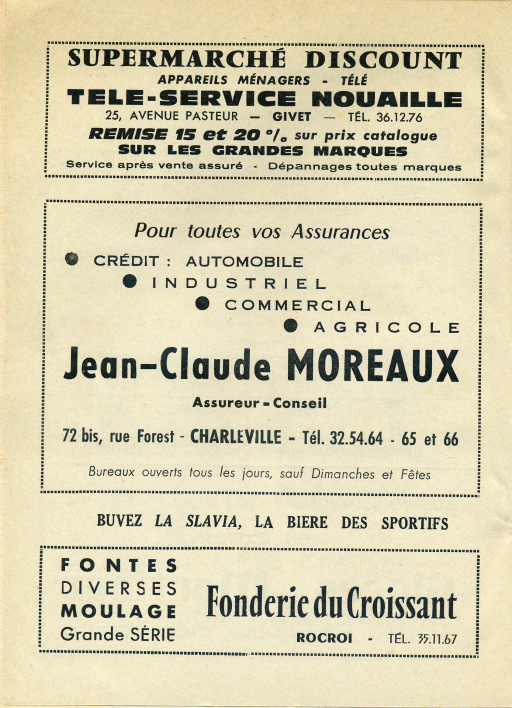 SUPERMARCHÉ DISCOUNT
APPAREILS MÉNAGERS - TÉLÉ
TELE-SERVICE NOUAILLE
25, AVENUE PASTEUR — GIVET — TÉL. 36.12.76
REMISE 15 et 20 % sur prix catalogue
SUR LES GRANDES MARQUES
Service après vente assuré - Dépannages toutes marques
Pour toutes vos Assurances
● CRÉDIT : AUTOMOBILE
● INDUSTRIEL
● COMMERCIAL
● AGRICOLE
Jean-Claude MOREAUX
Assureur - Conseil
72 bis, rue Forest - CHARLEVILLE - Tél. 32.54.64 - 65 et 66
Bureaux ouverts tous les jours, sauf Dimanches et Fêtes
BUVEZ LA SLAVIA, LA BIERE DES SPORTIFS
FONTES
DIVERSES
MOULAGE
Grande SÉRIE
Fonderie du Croissant
ROCROI - TÉL. 35.11.67